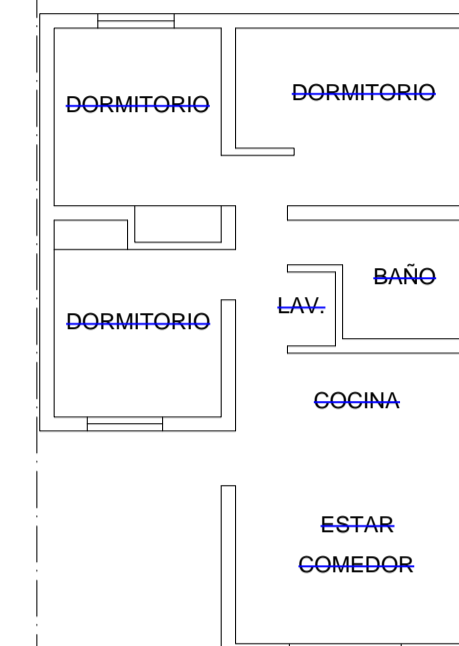 DORMITORIO
DORMITORIO
BAÑO
LAV.
DORMITORIO
COCINA
ESTAR
COMEDOR